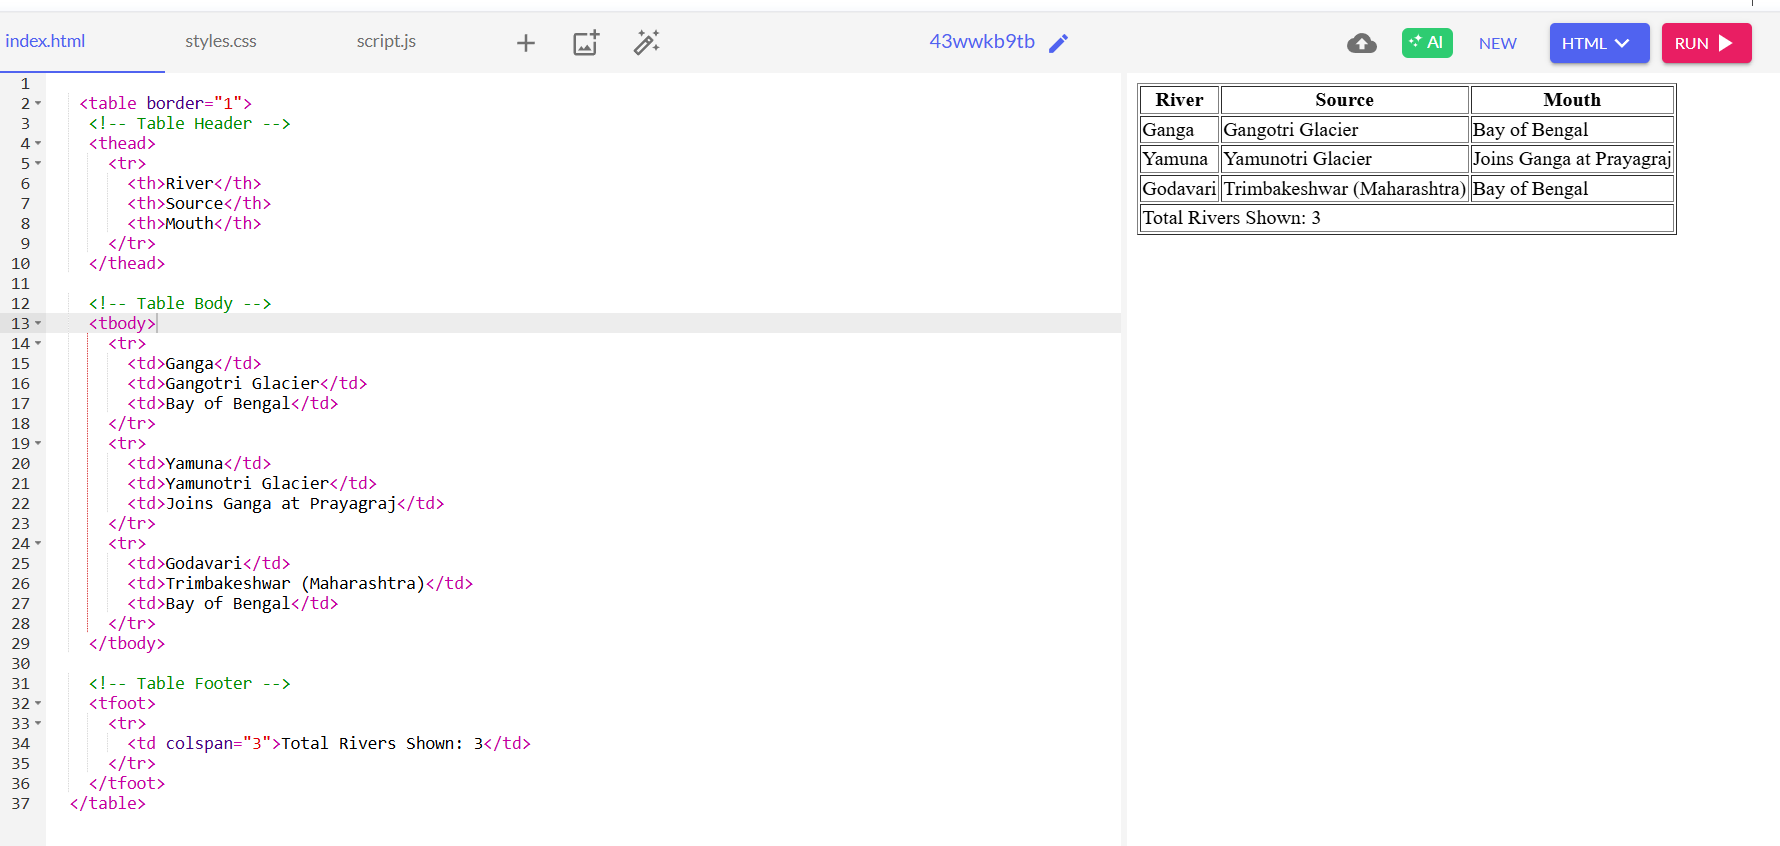 index.html styles.css script.js 43wwkb9tb AI NEW HTML RUN
1
2 <table border="1">
3 <!-- Table Header -->
4 <thead>
5 <tr>
6 <th>River</th>
7 <th>Source</th>
8 <th>Mouth</th>
9 </tr>
10 </thead>
11
12 <!-- Table Body -->
13 <tbody>
14 <tr>
15 <td>Ganga</td>
16 <td>Gangotri Glacier</td>
17 <td>Bay of Bengal</td>
18 </tr>
19 <tr>
20 <td>Yamuna</td>
21 <td>Yamunotri Glacier</td>
22 <td>Joins Ganga at Prayagraj</td>
23 </tr>
24 <tr>
25 <td>Godavari</td>
26 <td>Trimbakeshwar (Maharashtra)</td>
27 <td>Bay of Bengal</td>
28 </tr>
29 </tbody>
30
31 <!-- Table Footer -->
32 <tfoot>
33 <tr>
34 <td colspan="3">Total Rivers Shown: 3</td>
35 </tr>
36 </tfoot>
37 </table>
River Source Mouth
Ganga Gangotri Glacier Bay of Bengal
Yamuna Yamunotri Glacier Joins Ganga at Prayagraj
Godavari Trimbakeshwar (Maharashtra) Bay of Bengal
Total Rivers Shown: 3